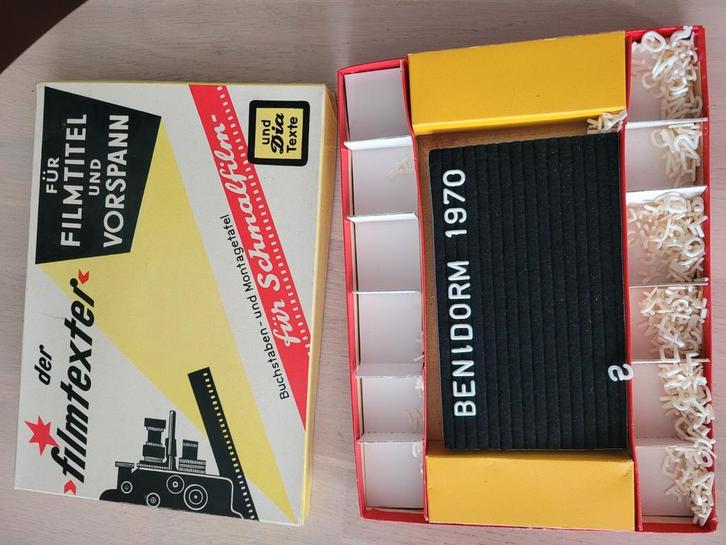 FÜR
FILMTITEL
UND
VORSPANN
und
Dia
Texte
der
»filmtexter«
Buchstaben- und Montagetafel
für Schmalfilm-
BENIDORM 1970